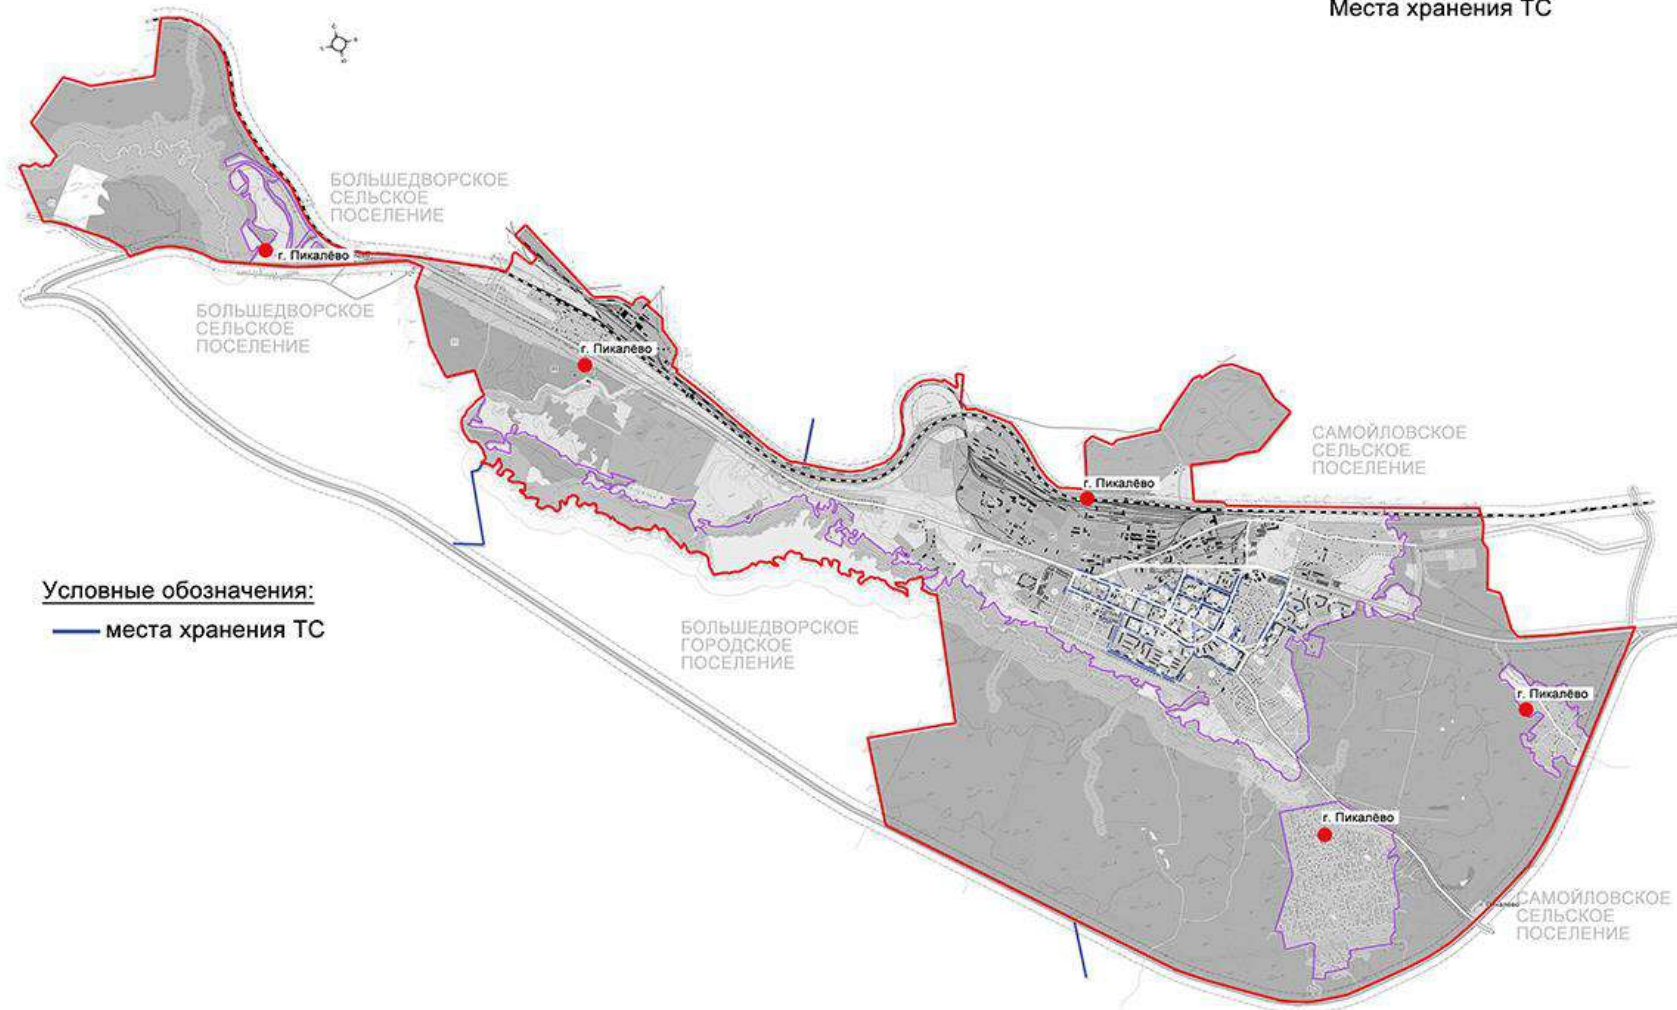 Места хранения ТС
БОЛЬШЕДВОРСКОЕ
СЕЛЬСКОЕ
ПОСЕЛЕНИЕ
г. Пикалёво
БОЛЬШЕДВОРСКОЕ
СЕЛЬСКОЕ
ПОСЕЛЕНИЕ
г. Пикалёво
САМОЙЛОВСКОЕ
СЕЛЬСКОЕ
ПОСЕЛЕНИЕ
г. Пикалёво
Условные обозначения:
места хранения ТС
БОЛЬШЕДВОРСКОЕ
ГОРОДСКОЕ
ПОСЕЛЕНИЕ
г. Пикалёво
г. Пикалёво
САМОЙЛОВСКОЕ
СЕЛЬСКОЕ
ПОСЕЛЕНИЕ